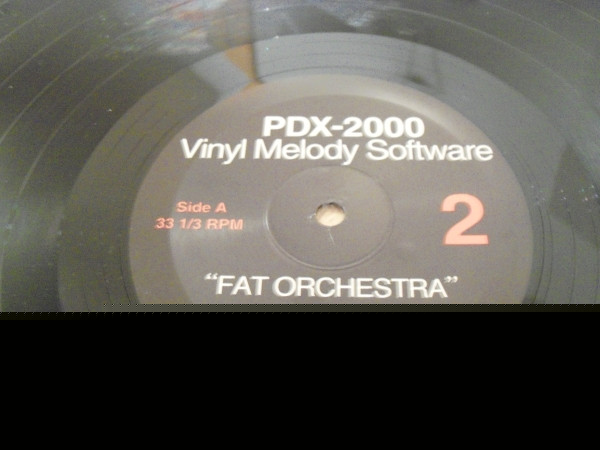 PDX-2000
Vinyl Melody Software
Side A
33 1/3 RPM
2
“FAT ORCHESTRA”